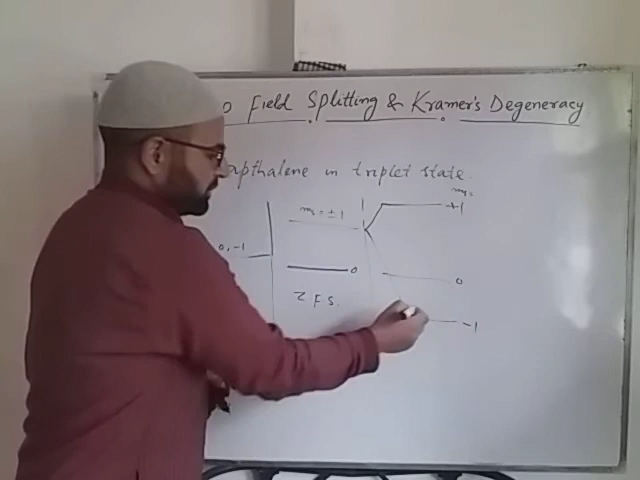 o Field Splitting & Kramer's Degeneracy
apthalene in triplet state.
ms=
ms = ±1
+1
0, -1
0
0
Z F S.
-1